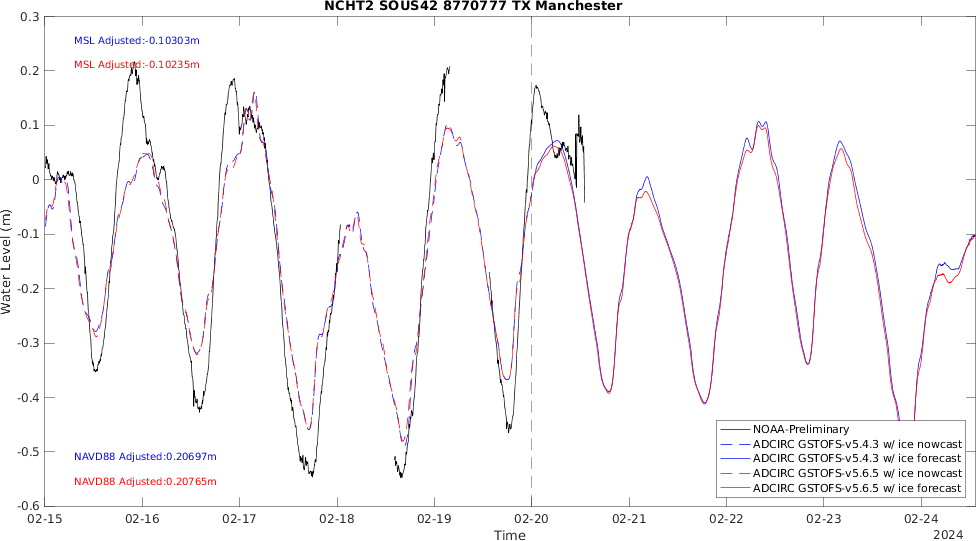 NCHT2 SOUS42 8770777 TX Manchester
0.3
MSL Adjusted:-0.10303m
MSL Adjusted:-0.10235m
0.2
0.1
0
-0.1
-0.2
-0.3
-0.4
-0.5
-0.6
Water Level (m)
NAVD88 Adjusted:0.20697m
NAVD88 Adjusted:0.20765m
NOAA-Preliminary
ADCIRC GSTOFS-v5.4.3 w/ ice nowcast
ADCIRC GSTOFS-v5.4.3 w/ ice forecast
ADCIRC GSTOFS-v5.6.5 w/ ice nowcast
ADCIRC GSTOFS-v5.6.5 w/ ice forecast
02-15 02-16 02-17 02-18 02-19 02-20 02-21 02-22 02-23 02-24
Time
2024